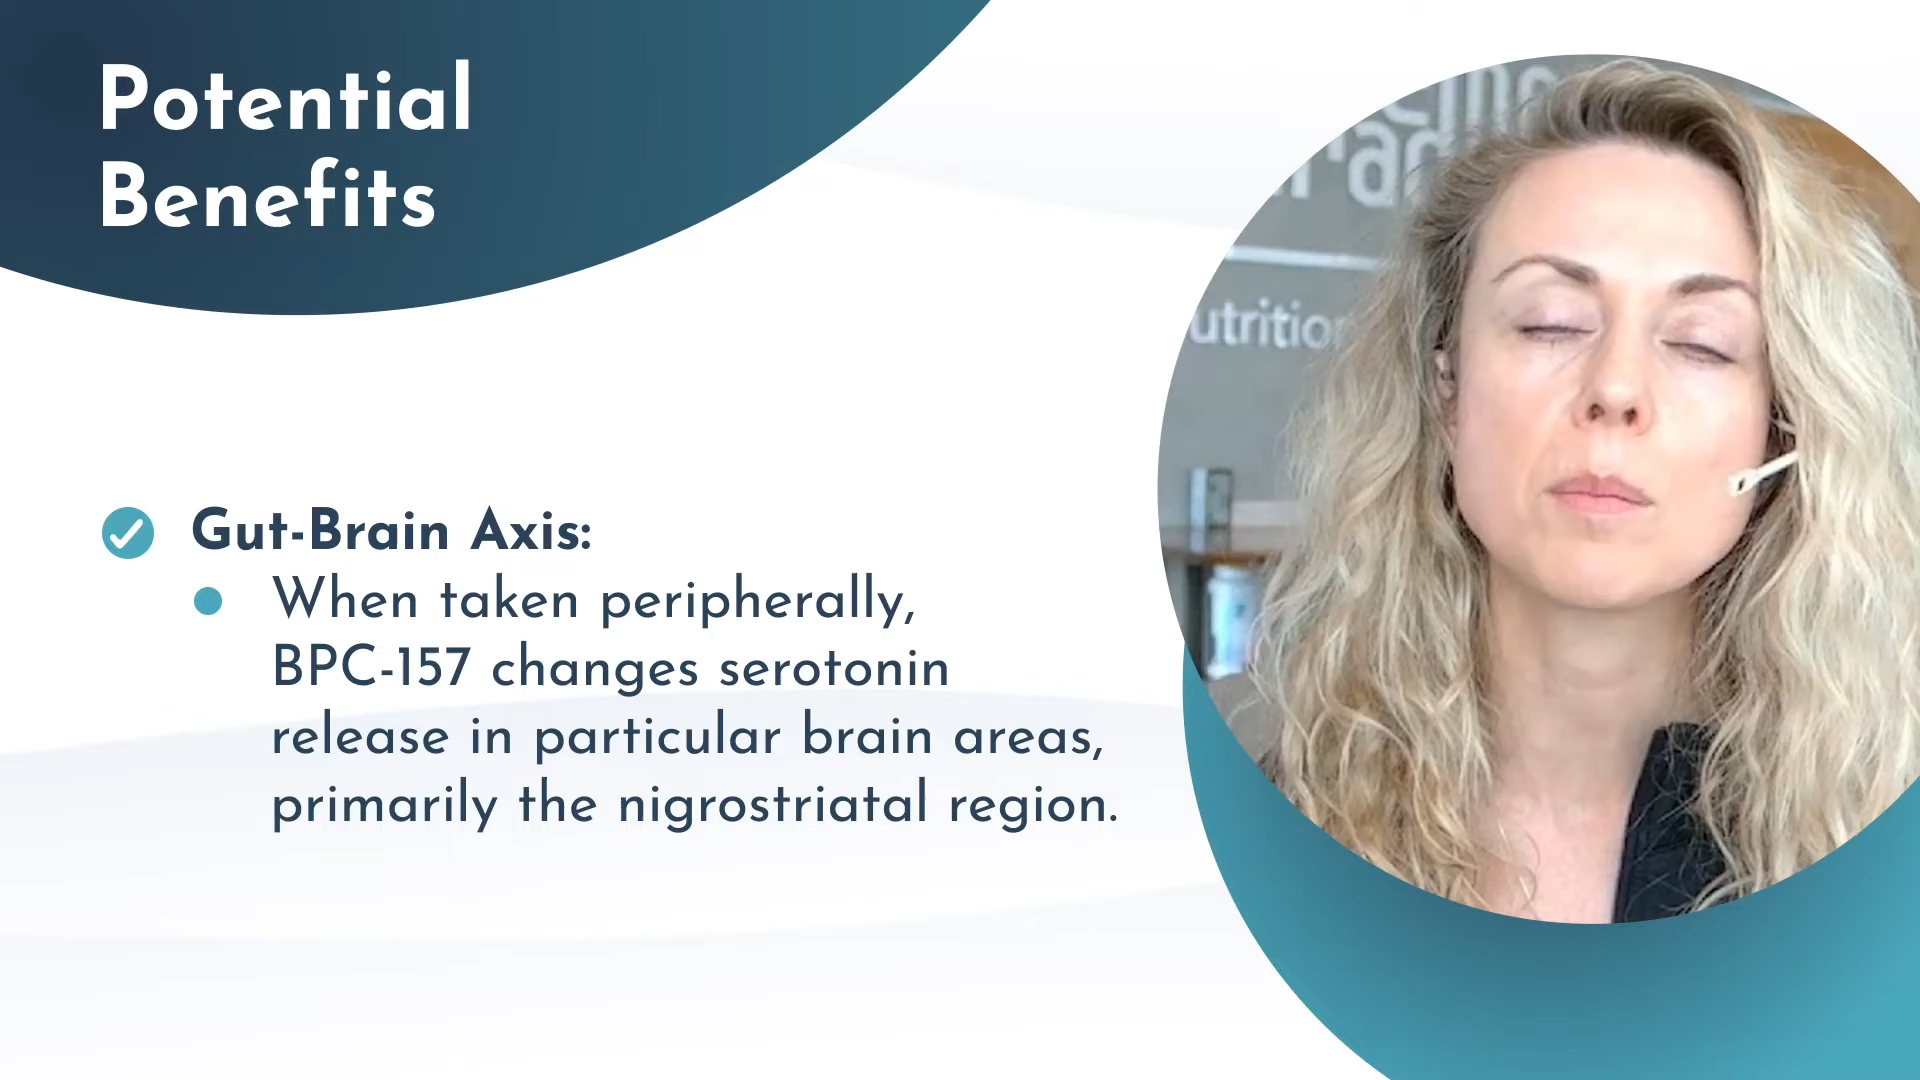 Potential
Benefits
Gut-Brain Axis:
When taken peripherally,
BPC-157 changes serotonin
release in particular brain areas,
primarily the nigrostriatal region.